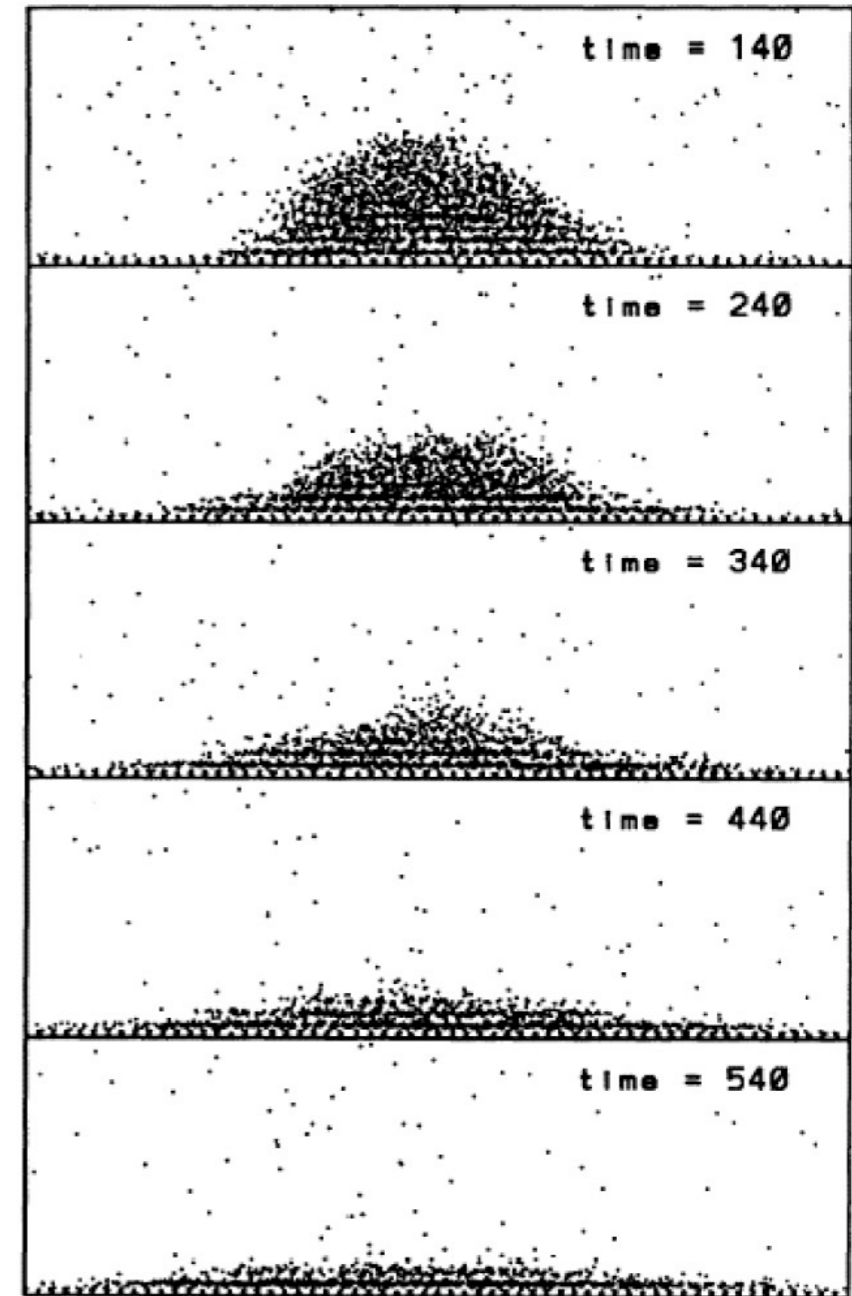 time = 140
time = 240
time = 340
time = 440
time = 540